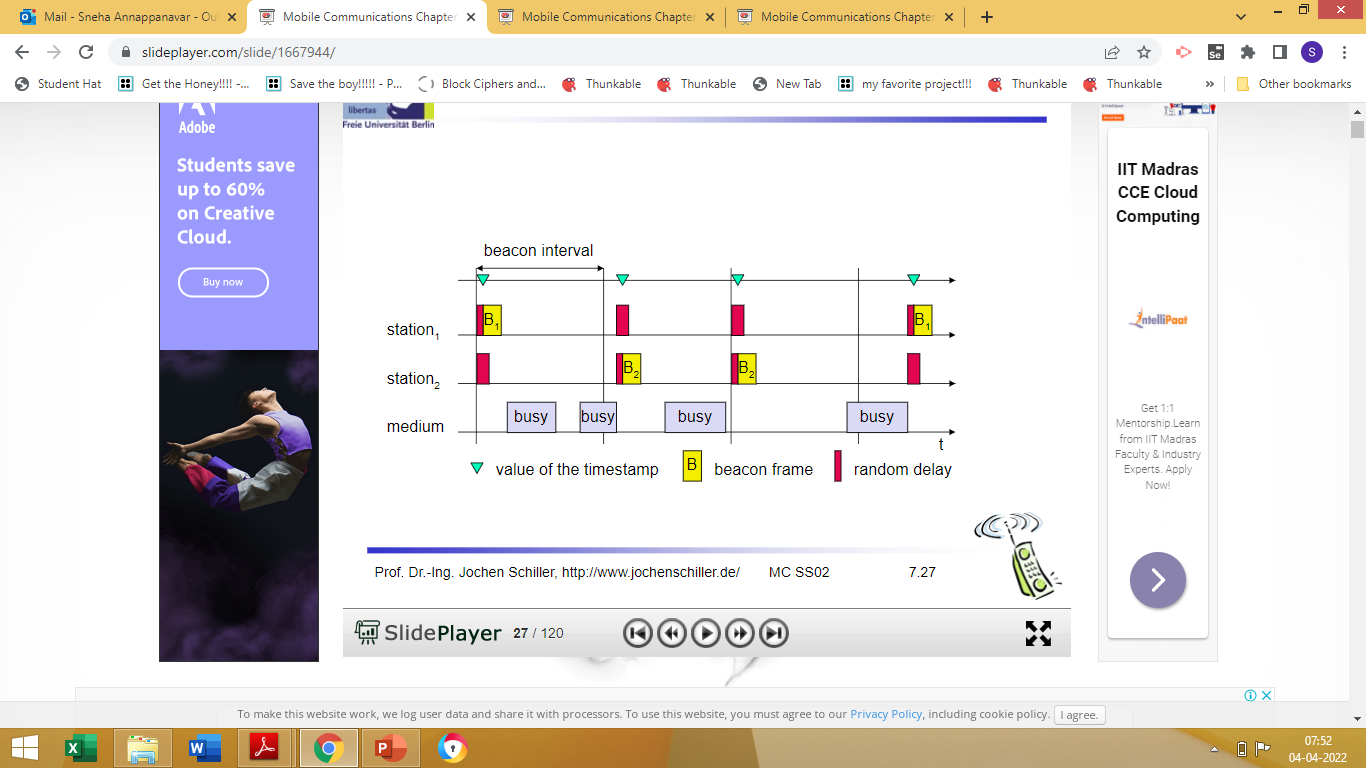 Mail - Sneha Annappanavar - Ou
Mobile Communications Chapter
Mobile Communications Chapter
Mobile Communications Chapter
slideplayer.com/slide/1667944/
Se
S
Student Hat
Get the Honey!!!! -...
Save the boy!!!!! - P...
Block Ciphers and...
Thunkable
Thunkable
New Tab
my favorite project!!!
Thunkable
Thunkable
»
Other bookmarks
Adobe
Students save
up to 60%
on Creative
Cloud.
Buy now
libertas
Freie Universität Berlin
beacon interval
station1
B1
B1
station2
B2
B2
medium
busy
busy
busy
busy
t
value of the timestamp
B
beacon frame
random delay
Prof. Dr.-Ing. Jochen Schiller, http://www.jochenschiller.de/
MC SS02
7.27
SlidePlayer
27 / 120
IIT Madras
CCE Cloud
Computing
intelliPaat
Get 1:1
Mentorship.Learn
from IIT Madras
Faculty & Industry
Experts. Apply
Now!
To make this website work, we log user data and share it with processors. To use this website, you must agree to our Privacy Policy, including cookie policy.
I agree.
07:52
04-04-2022